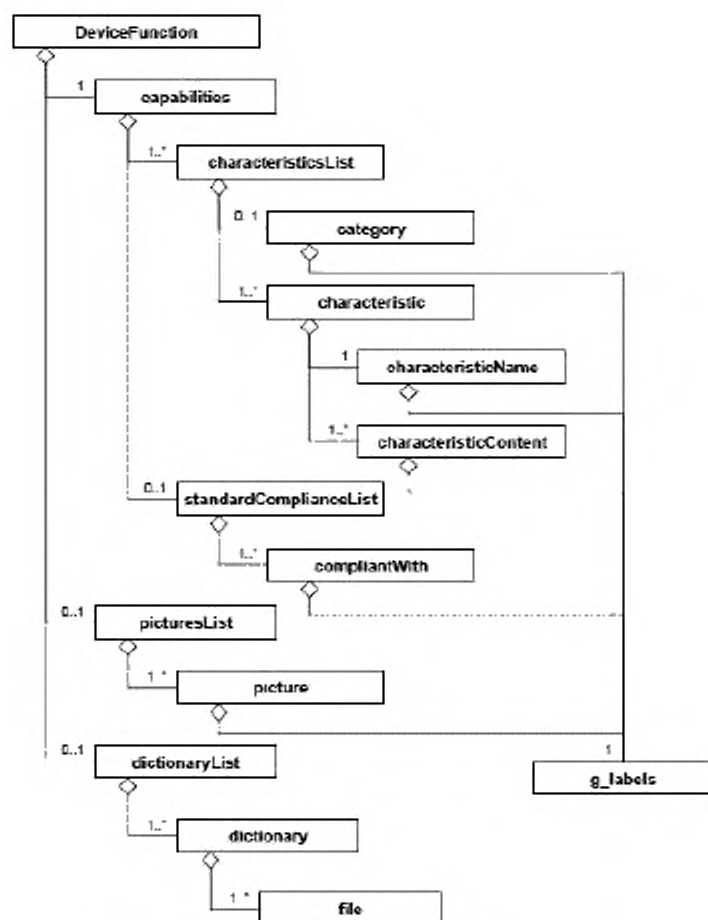 DeviceFunction
1
capabilities
1..*
characteristicsList
0..1
category
1..*
characteristic
1
characteristicName
1..*
characteristicContent
0..1
standardComplianceList
1..*
compliantWith
0..1
picturesList
1..*
picture
1
0..1
dictionaryList
g_labels
1..*
dictionary
1..*
file